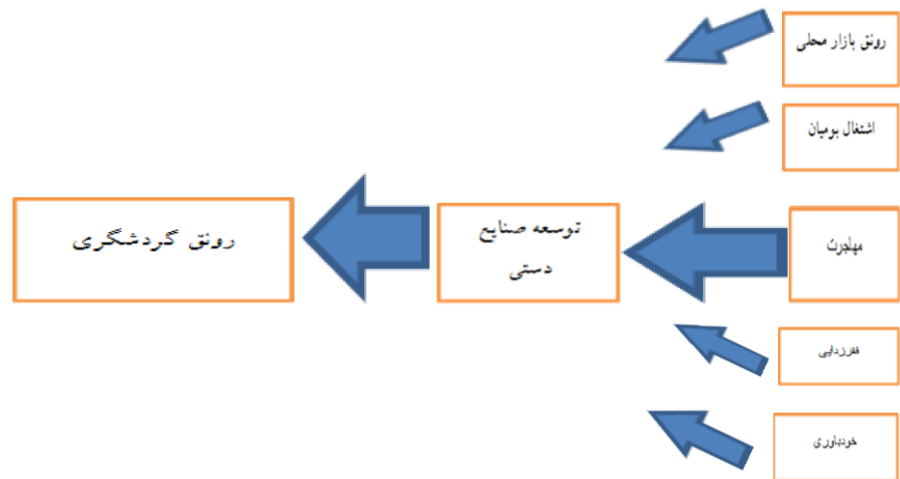 رونق بازار محلی
اشتغال بومیان
مهاجرت
فقرزدایی
خودباوری
توسعه صنایع
دستی
رونق گردشگری